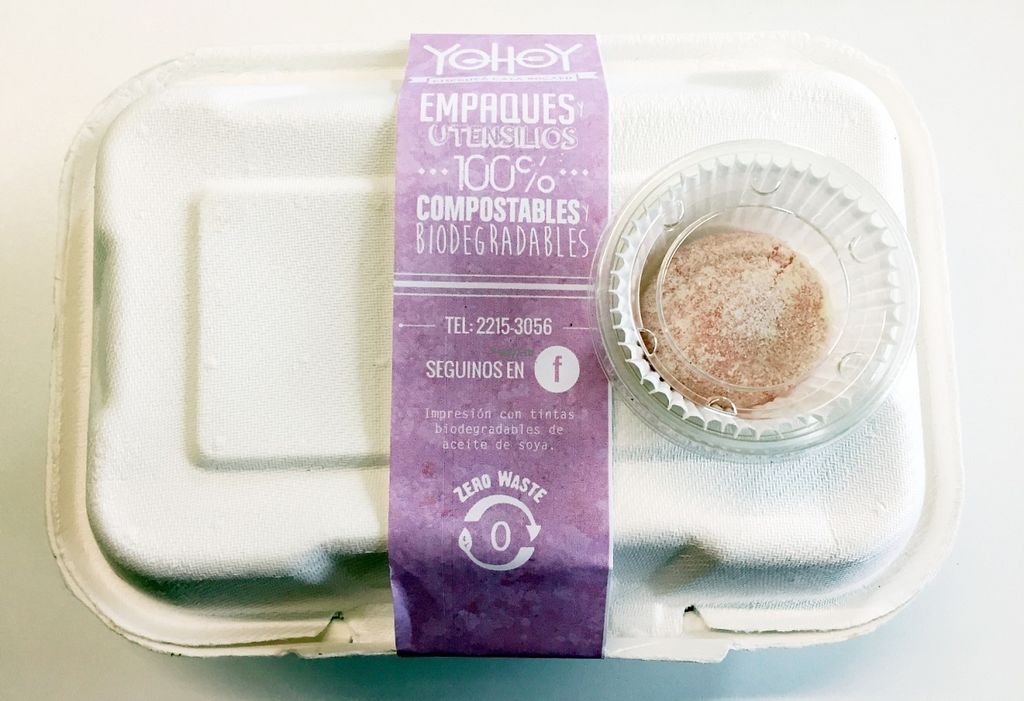 YOHOY
EMPAQUES Y
UTENSILIOS
100%
COMPOSTABLES Y
BIODEGRADABLES
TEL: 2215-3056
SEGUINOS EN f
Impresión con tintas
biodegradables de
aceite de soya.
ZERO WASTE
0